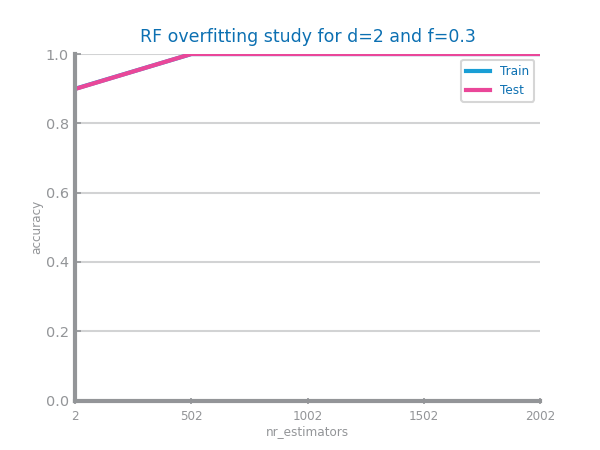 RF overfitting study for d=2 and f=0.3
1.0
Train
Test
0.8
0.6
accuracy
0.4
0.2
0.0
2 502 1002 1502 2002
nr_estimators